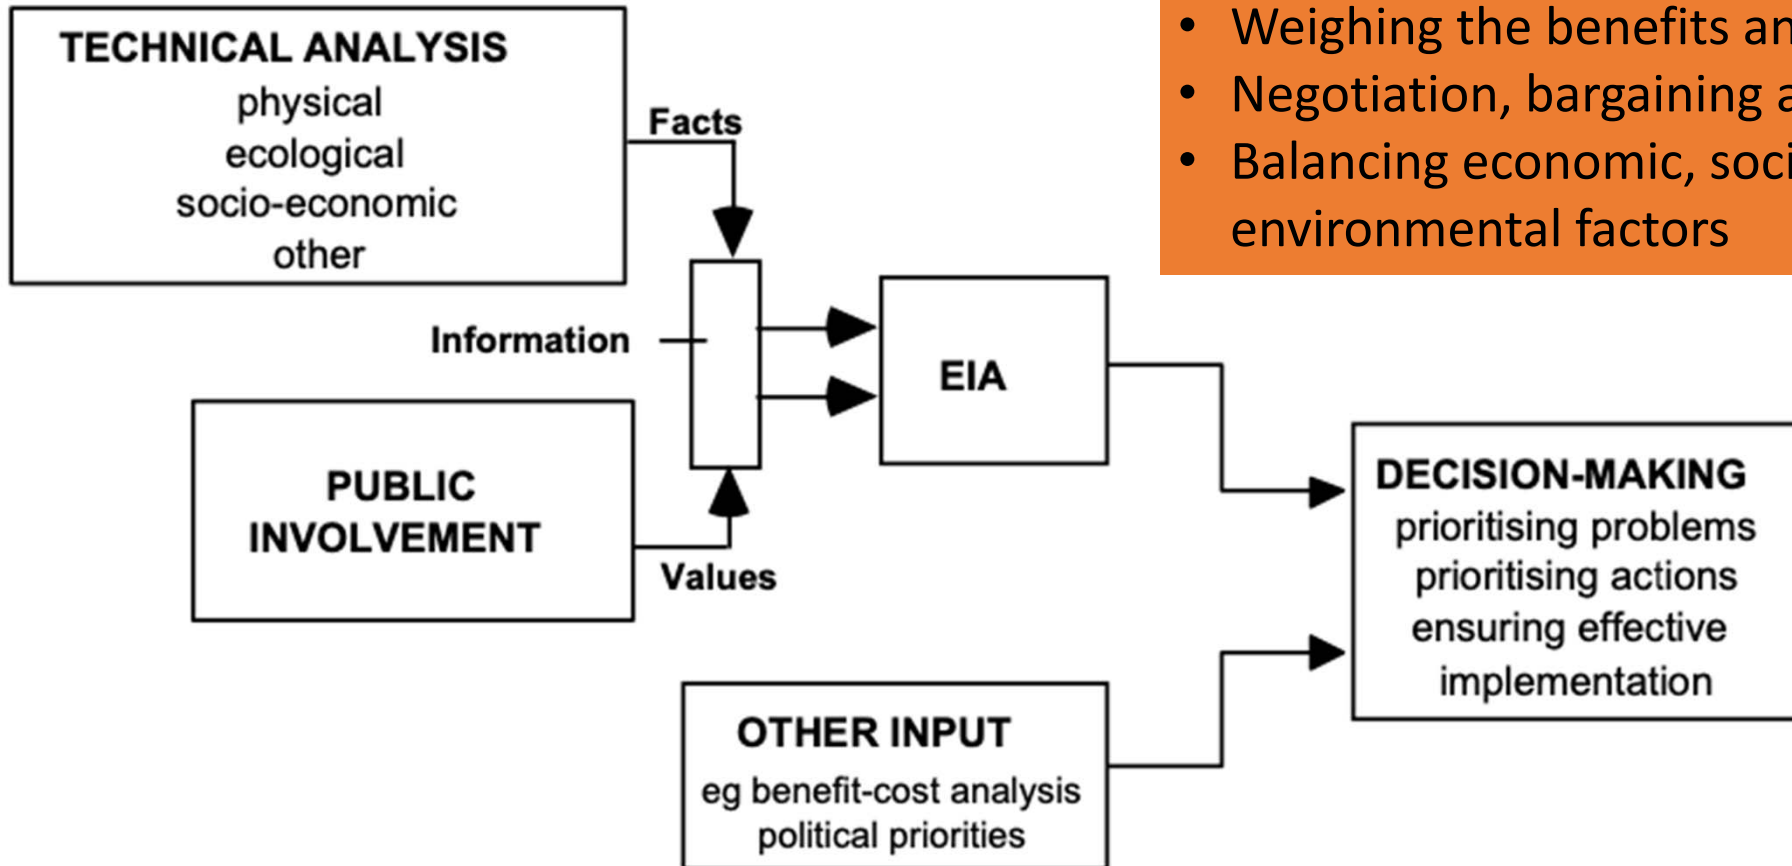 TECHNICAL ANALYSIS
physical
ecological
socio-economic
other
Facts
• Weighing the benefits
• Negotiation, bargaining
• Balancing economic,
environmental factors
Information
EIA
PUBLIC
INVOLVEMENT
Values
DECISION-MAKING
prioritising problems
prioritising actions
ensuring effective
implementation
OTHER INPUT
eg benefit-cost analysis
political priorities